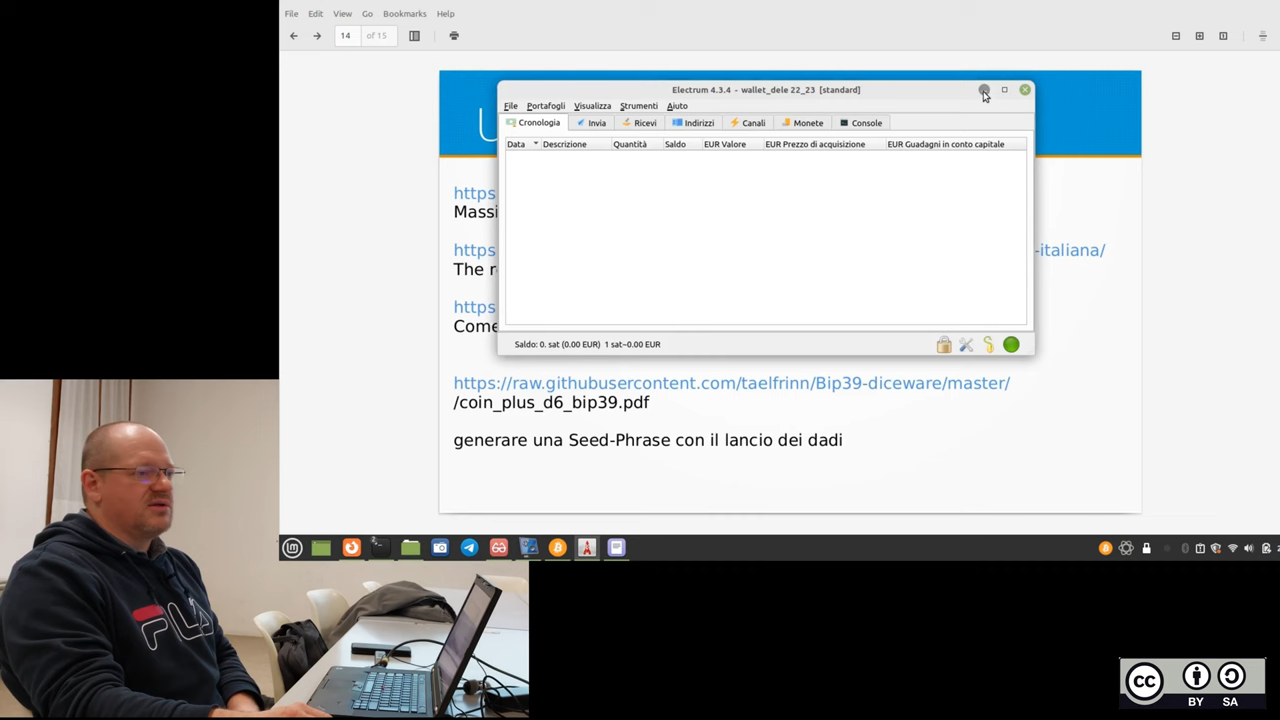 File Edit View Go Bookmarks Help
14 of 15
Electrum 4.3.4 - wallet_dele 22_23 [standard]
File Portafogli Visualizza Strumenti Aiuto
Cronologia Invia Ricevi Indirizzi Canali Monete Console
Data Descrizione Quantità Saldo EUR Valore EUR Prezzo di acquisizione EUR Guadagni in conto capitale
U
https
Massi
https -italiana/
The r
https
Come
Saldo: 0. sat (0.00 EUR) 1 sat~0.00 EUR
https://raw.githubusercontent.com/taelfrinn/Bip39-diceware/master/
/coin_plus_d6_bip39.pdf
generare una Seed-Phrase con il lancio dei dadi
FILA
CC
BY SA